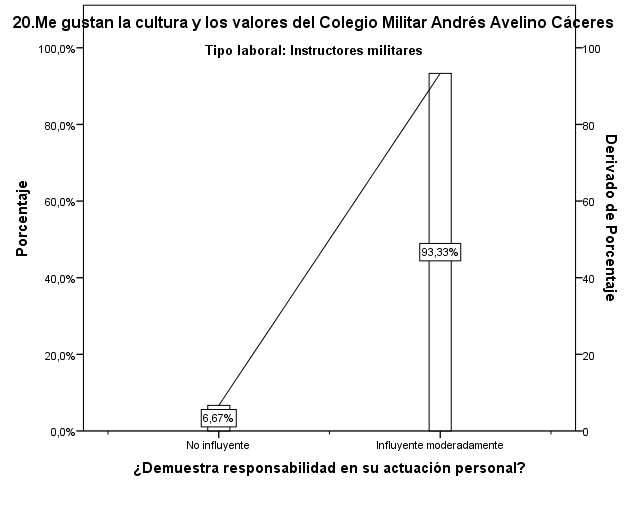 20.Me gustan la cultura y los valores del Colegio Militar Andrés Avelino Cáceres
Tipo laboral: Instructores militares
100,0%
80,0%
60,0%
40,0%
20,0%
0,0%
Porcentaje
100
80
60
40
20
0
Derivado de Porcentaje
93,33%
6,67%
No influyente
Influyente moderadamente
¿Demuestra responsabilidad en su actuación personal?